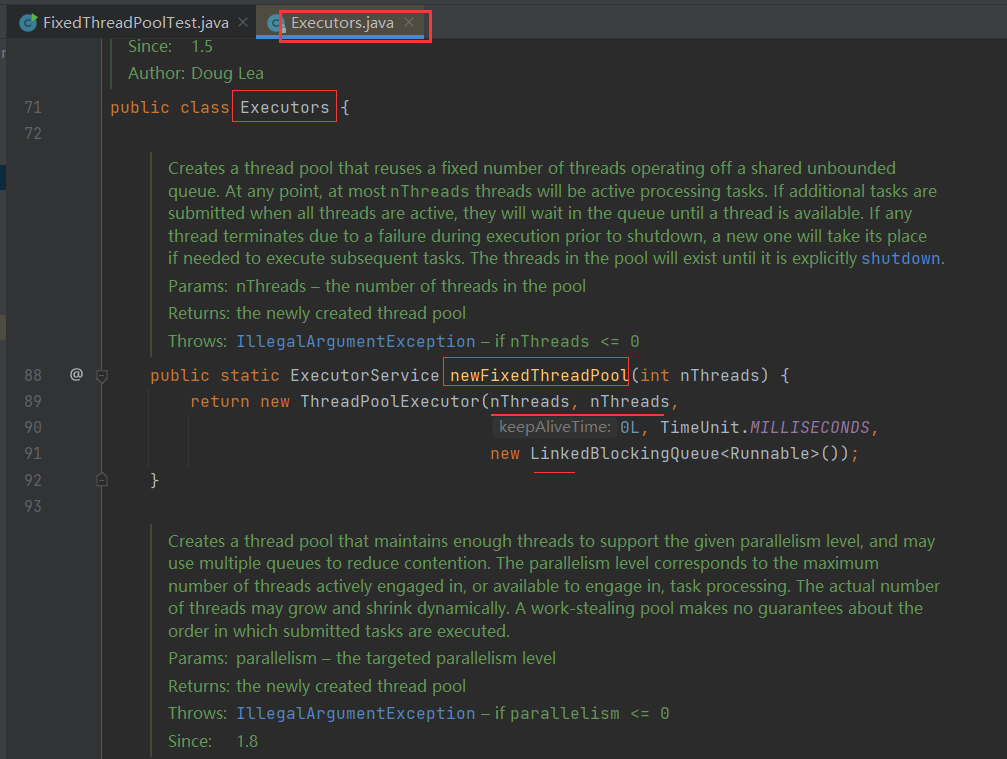 FixedThreadPoolTest.java Executors.java
Since: 1.5
Author: Doug Lea
71 public class Executors {
72
Creates a thread pool that reuses a fixed number of threads operating off a shared unbounded
queue. At any point, at most nThreads threads will be active processing tasks. If additional tasks are
submitted when all threads are active, they will wait in the queue until a thread is available. If any
thread terminates due to a failure during execution prior to shutdown, a new one will take its place
if needed to execute subsequent tasks. The threads in the pool will exist until it is explicitly shutdown.
Params: nThreads – the number of threads in the pool
Returns: the newly created thread pool
Throws: IllegalArgumentException – if nThreads <= 0
88 @ public static ExecutorService newFixedThreadPool(int nThreads) {
89 return new ThreadPoolExecutor(nThreads, nThreads,
90 keepAliveTime: 0L, TimeUnit.MILLISECONDS,
91 new LinkedBlockingQueue<Runnable>());
92 }
93
Creates a thread pool that maintains enough threads to support the given parallelism level, and may
use multiple queues to reduce contention. The parallelism level corresponds to the maximum
number of threads actively engaged in, or available to engage in, task processing. The actual number
of threads may grow and shrink dynamically. A work-stealing pool makes no guarantees about the
order in which submitted tasks are executed.
Params: parallelism – the targeted parallelism level
Returns: the newly created thread pool
Throws: IllegalArgumentException – if parallelism <= 0
Since: 1.8